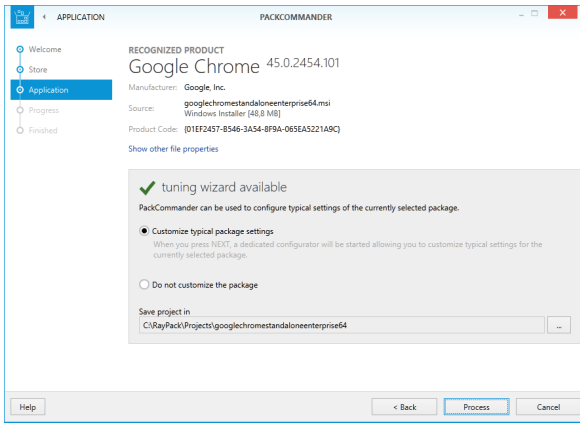 APPLICATION
PACKCOMMANDER
Welcome
Store
Application
Progress
Finished
RECOGNIZED PRODUCT
Google Chrome 45.0.2454.101
Manufacturer: Google, Inc.
Source: googlechromestandaloneenterprise64.msi
Windows Installer [48,8 MB]
Product Code: {01EF2457-B546-3A54-8F9A-065EA5221A9C}
Show other file properties
tuning wizard available
PackCommander can be used to configure typical settings of the currently selected package.
Customize typical package settings
When you press NEXT, a dedicated configurator will be started allowing you to customize typical settings for the
currently selected package.
Do not customize the package
Save project in
C:\RayPack\Projects\googlechromestandaloneenterprise64
...
Help
< Back
Process
Cancel